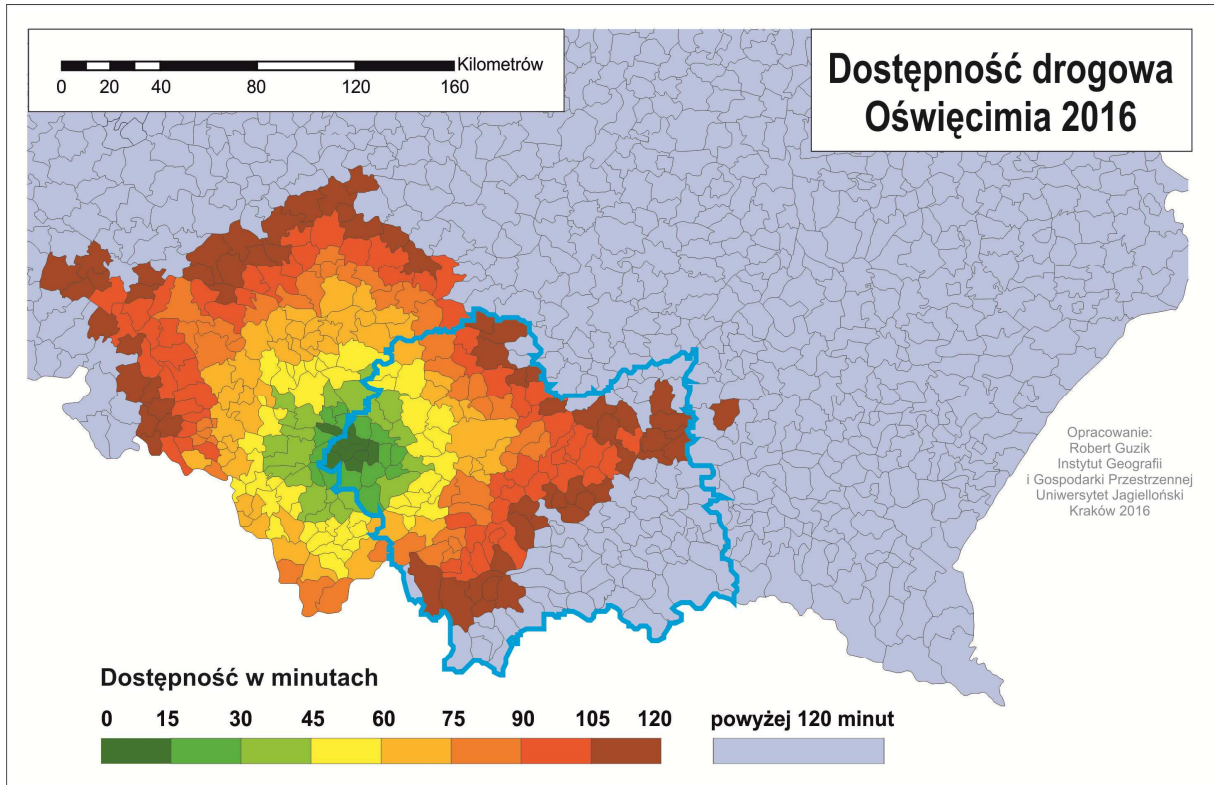 Kilometrów
0 20 40 80 120 160
Dostępność drogowa
Oświęcimia 2016
Opracowanie:
Robert Guzik
Instytut Geografii
i Gospodarki Przestrzennej
Uniwersytet Jagielloński
Kraków 2016
Dostępność w minutach
0 15 30 45 60 75 90 105 120 powyżej 120 minut